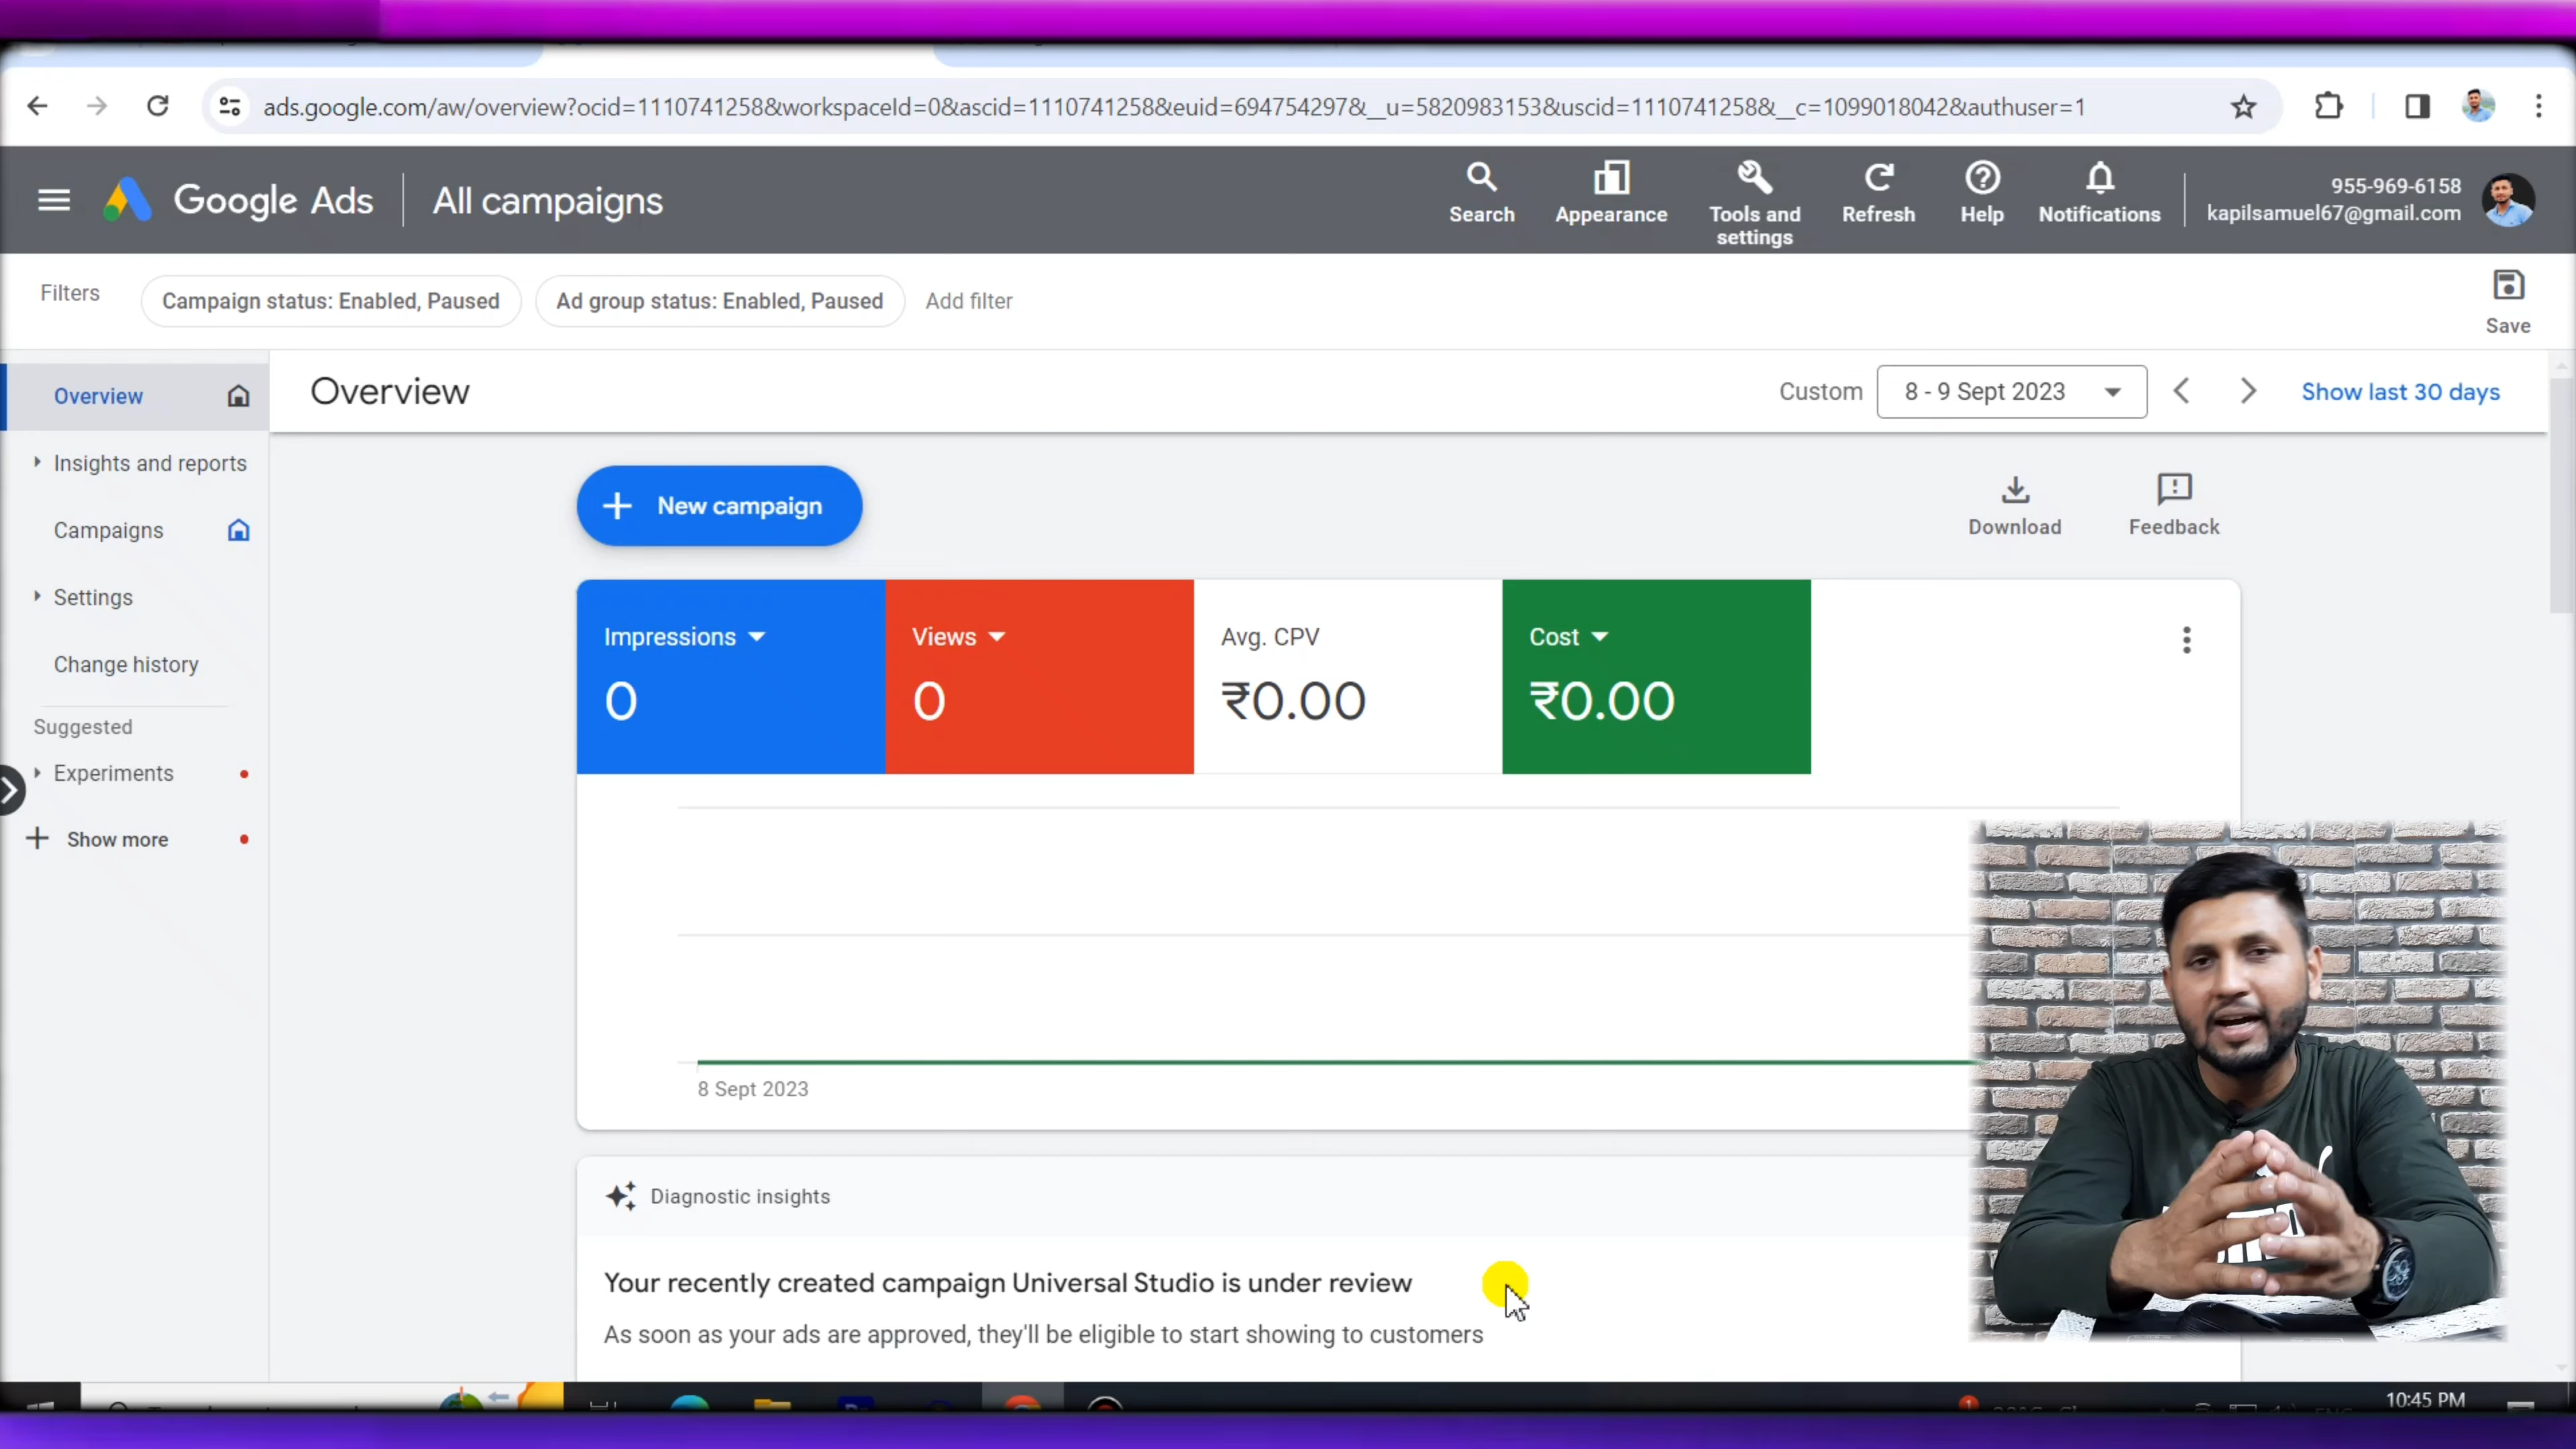 ads.google.com/aw/overview?ocid=1110741258&workspaceId=0&ascid=1110741258&euid=694754297&__u=5820983153&uscid=1110741258&__c=1099018042&authuser=1
Google Ads
All campaigns
Search
Appearance
Tools and
settings
Refresh
Help
Notifications
955-969-6158
kapilsamuel67@gmail.com
Filters
Campaign status: Enabled, Paused
Ad group status: Enabled, Paused
Add filter
Save
Overview
Insights and reports
Campaigns
Settings
Change history
Suggested
Experiments
Show more
Overview
Custom
8 - 9 Sept 2023
Show last 30 days
New campaign
Download
Feedback
Impressions
0
Views
0
Avg. CPV
₹0.00
Cost
₹0.00
8 Sept 2023
Diagnostic insights
Your recently created campaign Universal Studio is under review
As soon as your ads are approved, they'll be eligible to start showing to customers
10:45 PM